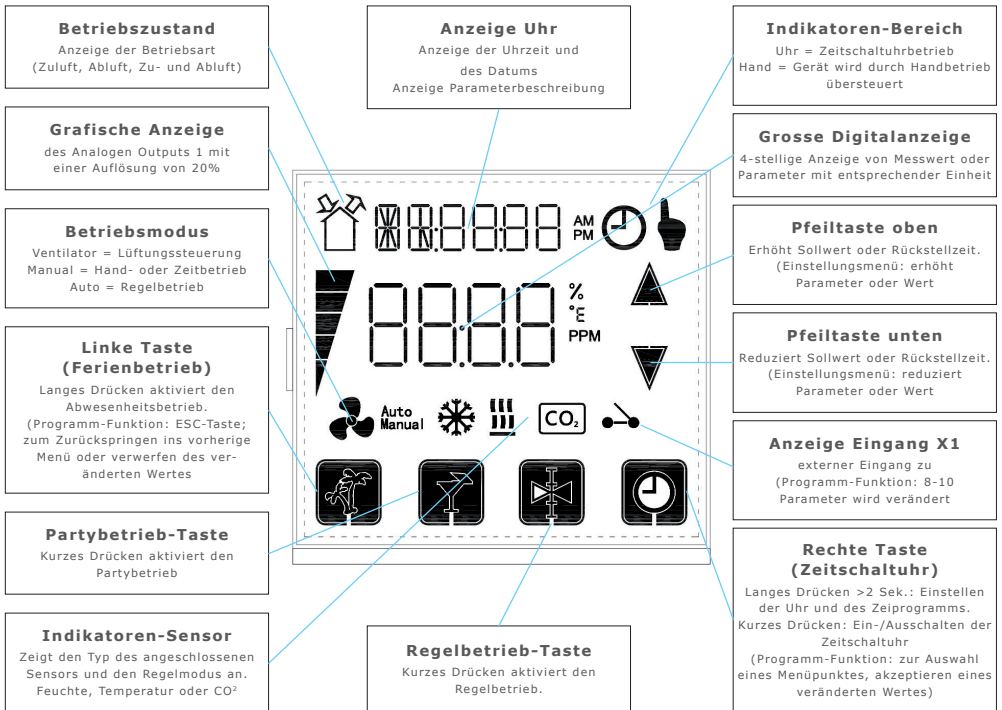 Betriebszustand
Anzeige der Betriebsart
(Zuluft, Abluft, Zu- und Abluft)
Grafische Anzeige
des Analogen Outputs 1 mit
einer Auflösung von 20%
Betriebsmodus
Ventilator = Lüftungssteuerung
Manual = Hand- oder Zeitbetrieb
Auto = Regelbetrieb
Linke Taste
(Ferienbetrieb)
Langes Drücken aktiviert den
Abwesenheitsbetrieb.
(Programm-Funktion: ESC-Taste;
zum Zurückspringen ins vorherige
Menü oder verwerfen des ver-
änderten Wertes
Partybetrieb-Taste
Kurzes Drücken aktiviert den
Partybetrieb
Indikatoren-Sensor
Zeigt den Typ des angeschlossenen
Sensors und den Regelmodus an.
Feuchte, Temperatur oder CO²
Anzeige Uhr
Anzeige der Uhrzeit und
des Datums
Anzeige Parameterbeschreibung
AM
PM
88.8.8
%
°E
PPM
Auto
Manual
CO₂
Regelbetrieb-Taste
Kurzes Drücken aktiviert den
Regelbetrieb.
Indikatoren-Bereich
Uhr = Zeitschaltuhrbetrieb
Hand = Gerät wird durch Handbetrieb
übersteuert
Grosse Digitalanzeige
4-stellige Anzeige von Messwert oder
Parameter mit entsprechender Einheit
Pfeiltaste oben
Erhöht Sollwert oder Rückstellzeit.
(Einstellungsmenü: erhöht
Parameter oder Wert
Pfeiltaste unten
Reduziert Sollwert oder Rückstellzeit.
(Einstellungsmenü: reduziert
Parameter oder Wert
Anzeige Eingang X1
externer Eingang zu
(Programm-Funktion: 8-10
Parameter wird verändert
Rechte Taste
(Zeitschaltuhr)
Langes Drücken >2 Sek.: Einstellen
der Uhr und des Zeiprogramms.
Kurzes Drücken: Ein-/Ausschalten der
Zeitschaltuhr
(Programm-Funktion: zur Auswahl
eines Menüpunktes, akzeptieren eines
veränderten Wertes)